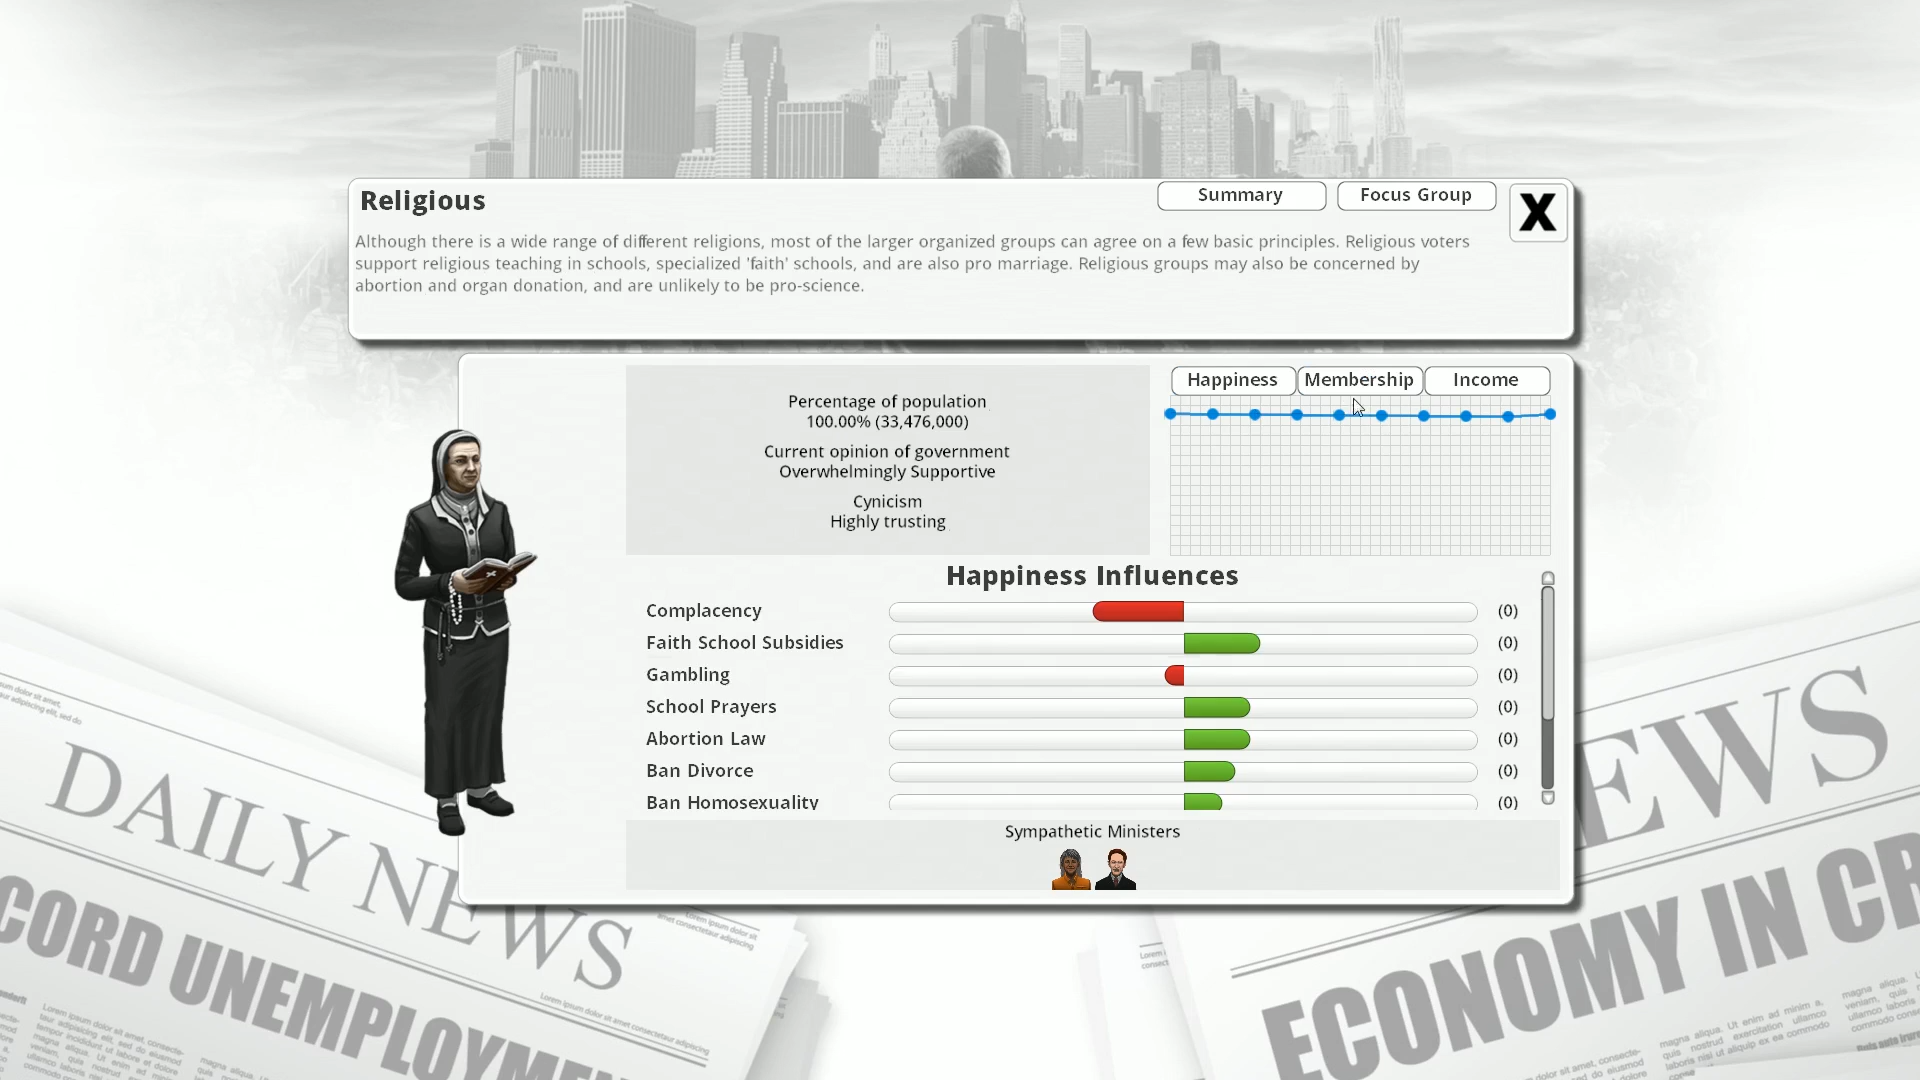 Religious
Summary
Focus Group
X
Although there is a wide range of different religions, most of the larger organized groups can agree on a few basic principles. Religious voters
support religious teaching in schools, specialized 'faith' schools, and are also pro marriage. Religious groups may also be concerned by
abortion and organ donation, and are unlikely to be pro-science.
Percentage of population
100.00% (33,476,000)
Current opinion of government
Overwhelmingly Supportive
Cynicism
Highly trusting
Happiness
Membership
Income
Happiness Influences
Complacency (0)
Faith School Subsidies (0)
Gambling (0)
School Prayers (0)
Abortion Law (0)
Ban Divorce (0)
Ban Homosexuality (0)
Sympathetic Ministers
DAILY NEWS
CORD UNEMPLOYME
EWS
ECONOMY IN CR